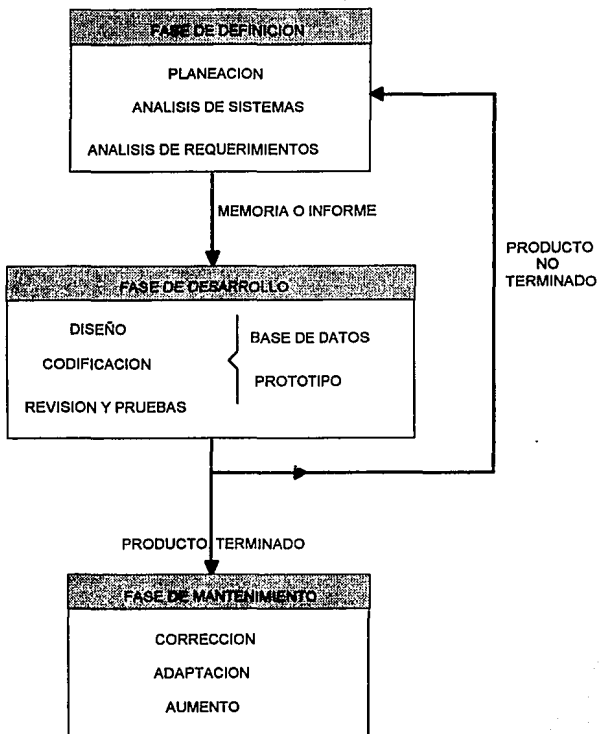 FASE DE DEFINICION
PLANEACION
ANALISIS DE SISTEMAS
ANALISIS DE REQUERIMIENTOS
MEMORIA O INFORME
PRODUCTO
NO
TERMINADO
FASE DE DESARROLLO
DISEÑO
CODIFICACION
REVISION Y PRUEBAS
BASE DE DATOS
PROTOTIPO
PRODUCTO TERMINADO
FASE DE MANTENIMIENTO
CORRECCION
ADAPTACION
AUMENTO